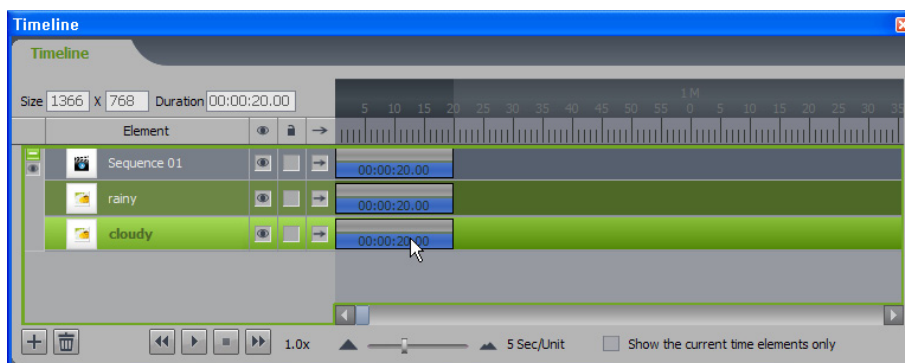 Timeline
Timeline
Size 1366 X 768 Duration 00:00:20.00
1 M
5 10 15 20 25 30 35 40 45 50 55 0 5 10 15 20 25 30 35
Element
Sequence 01 00:00:20.00
rainy 00:00:20.00
cloudy 00:00:20.00
1.0x 5 Sec/Unit Show the current time elements only